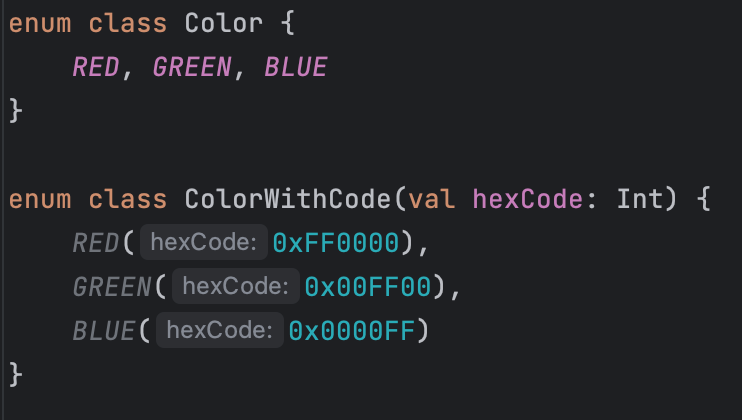 enum class Color {
    RED, GREEN, BLUE
}

enum class ColorWithCode(val hexCode: Int) {
    RED( hexCode: 0xFF0000),
    GREEN( hexCode: 0x00FF00),
    BLUE( hexCode: 0x0000FF)
}